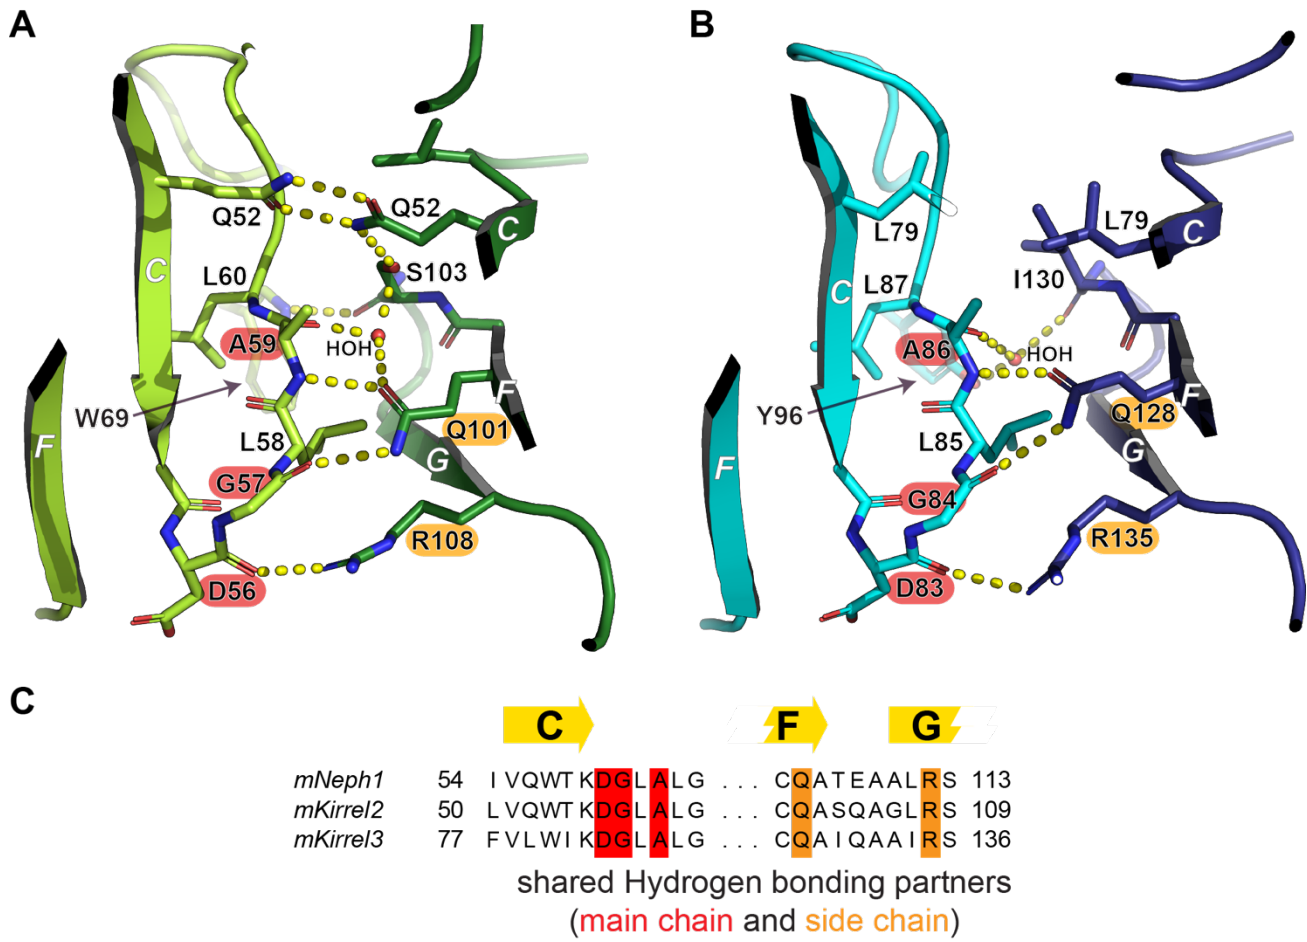 A
Q52
Q52
C
C
S103
L60
A59
HOH
F
W69
F
L58
Q101
G
G57
R108
D56
B
L79
L79
C
C
L87
I130
A86
HOH
F
Y96
Q128
F
L85
G
G84
R135
D83
C
C F G
mNeph1 54 IVQWTKDGLALG ... CQATEAALRS 113
mKirrel2 50 LVQWTKDGLALG ... CQASQAGLRS 109
mKirrel3 77 FVLWIKDGLALG ... CQAIQAAIRS 136
shared Hydrogen bonding partners
(main chain and side chain)